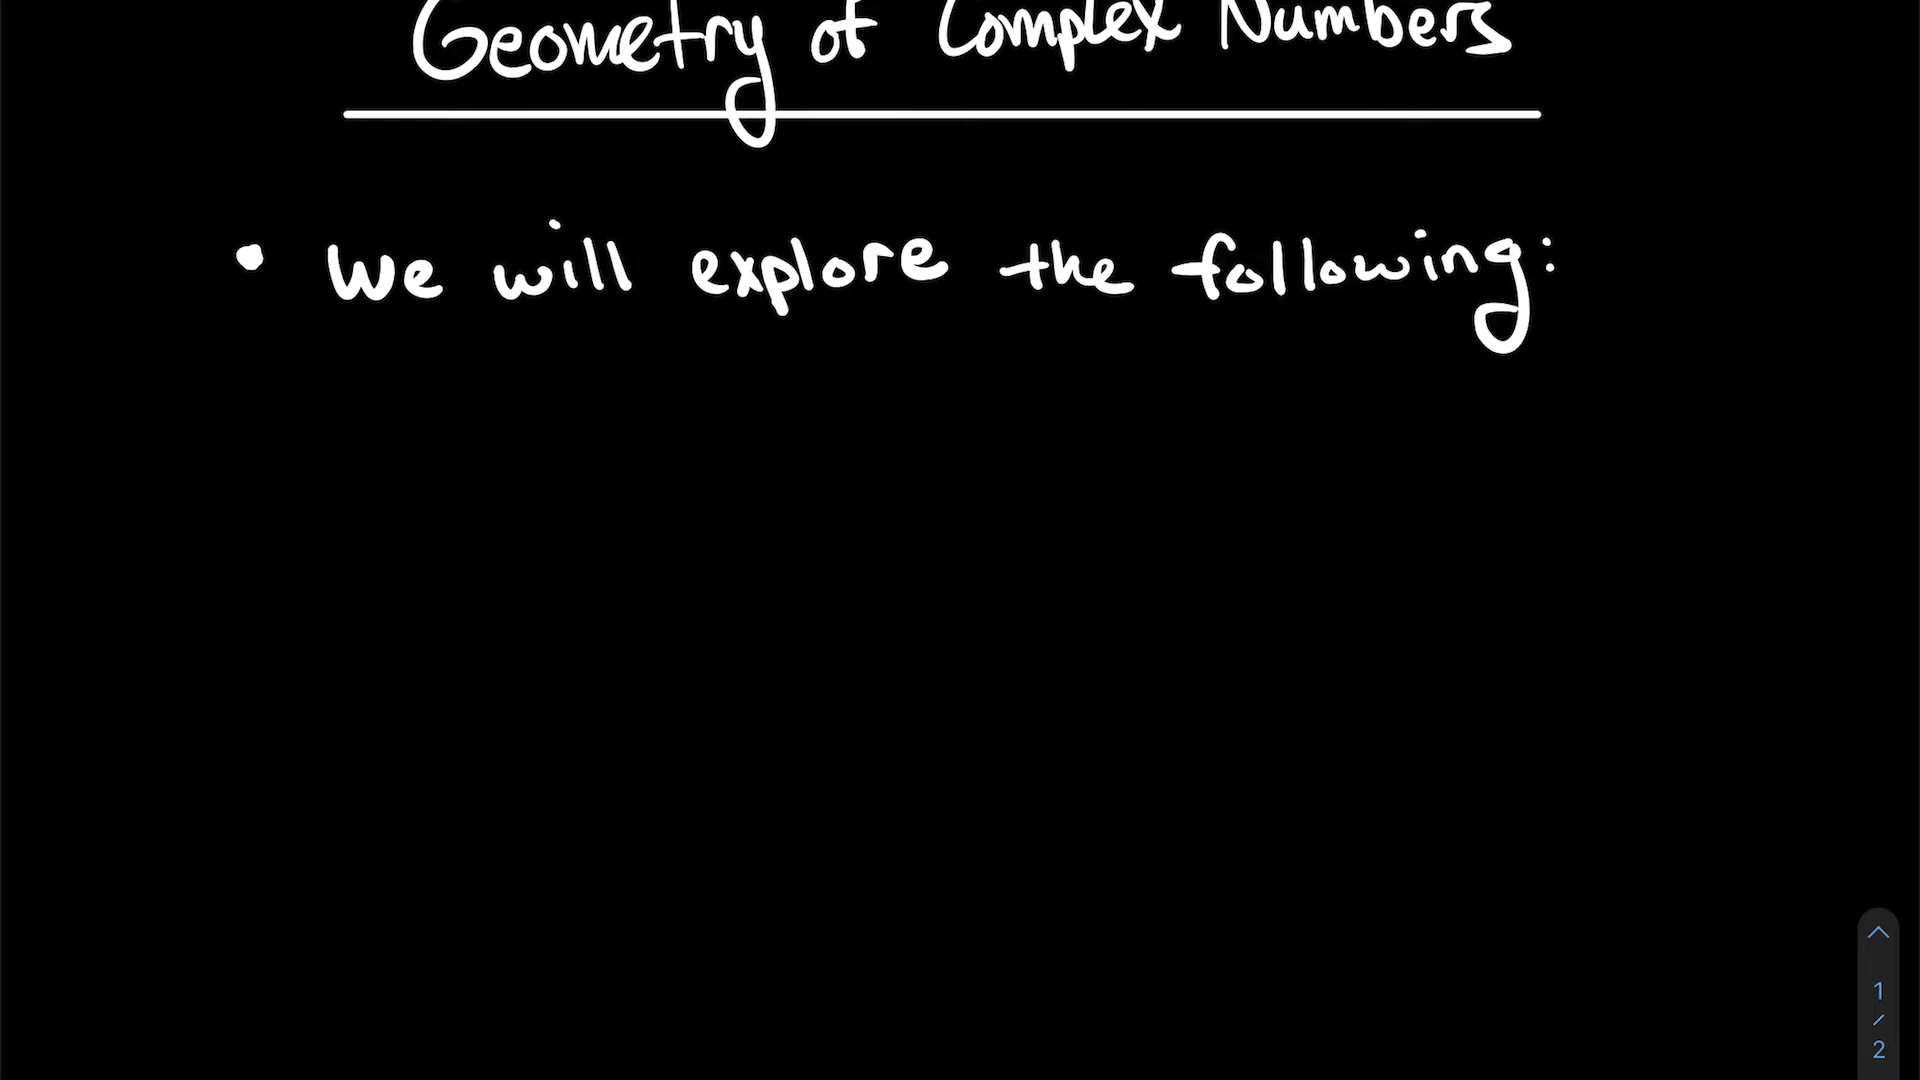 Geometry of Complex Numbers
• We will explore the following:
1
/
2